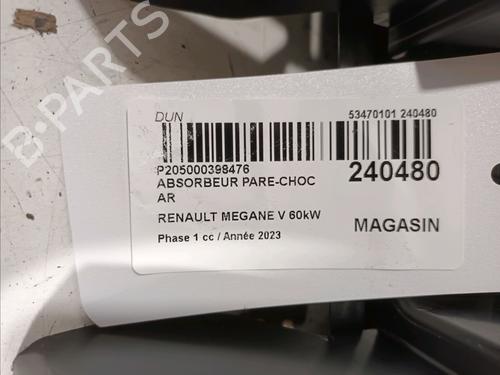 B-PARTS
DUN
53470101 240480
P205000398476
240480
ABSORBEUR PARE-CHOC
AR
RENAULT MEGANE V 60kW
MAGASIN
Phase 1 cc / Année 2023